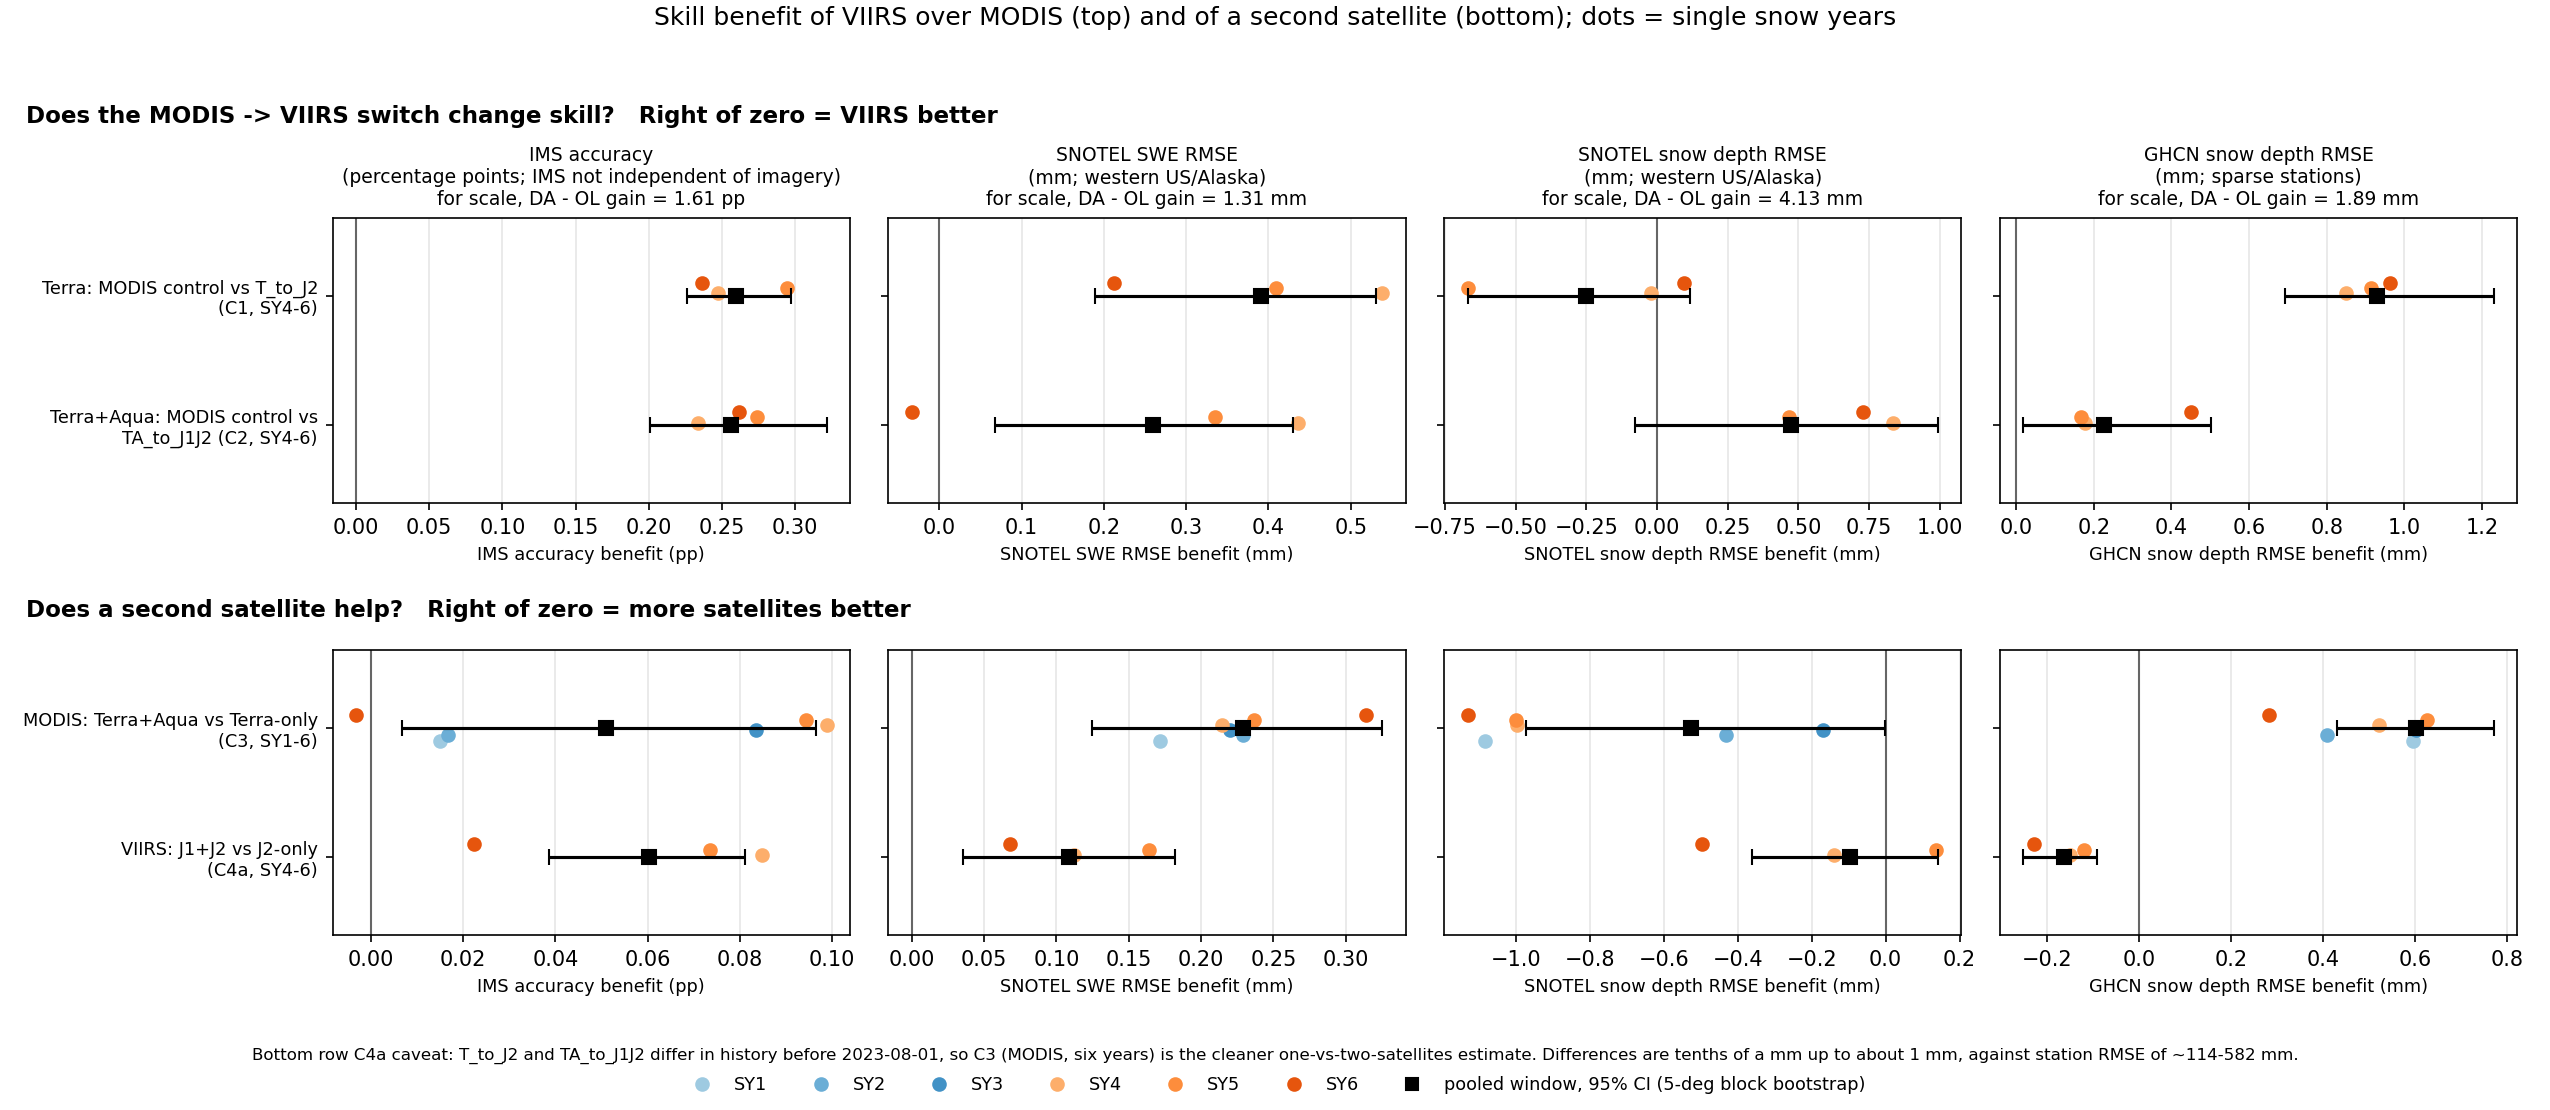 Skill benefit of VIIRS over MODIS (top) and of a second satellite (bottom); dots = single snow years
Does the MODIS -> VIIRS switch change skill?   Right of zero = VIIRS better
IMS accuracy
(percentage points; IMS not independent of imagery)
for scale, DA - OL gain = 1.61 pp
SNOTEL SWE RMSE
(mm; western US/Alaska)
for scale, DA - OL gain = 1.31 mm
SNOTEL snow depth RMSE
(mm; western US/Alaska)
for scale, DA - OL gain = 4.13 mm
GHCN snow depth RMSE
(mm; sparse stations)
for scale, DA - OL gain = 1.89 mm
Terra: MODIS control vs T_to_J2
(C1, SY4-6)
Terra+Aqua: MODIS control vs
TA_to_J1J2 (C2, SY4-6)
0.00 0.05 0.10 0.15 0.20 0.25 0.30
IMS accuracy benefit (pp)
0.0 0.1 0.2 0.3 0.4 0.5
SNOTEL SWE RMSE benefit (mm)
−0.75 −0.50 −0.25 0.00 0.25 0.50 0.75 1.00
SNOTEL snow depth RMSE benefit (mm)
0.0 0.2 0.4 0.6 0.8 1.0 1.2
GHCN snow depth RMSE benefit (mm)
Does a second satellite help?   Right of zero = more satellites better
MODIS: Terra+Aqua vs Terra-only
(C3, SY1-6)
VIIRS: J1+J2 vs J2-only
(C4a, SY4-6)
0.00 0.02 0.04 0.06 0.08 0.10
IMS accuracy benefit (pp)
0.00 0.05 0.10 0.15 0.20 0.25 0.30
SNOTEL SWE RMSE benefit (mm)
−1.0 −0.8 −0.6 −0.4 −0.2 0.0 0.2
SNOTEL snow depth RMSE benefit (mm)
−0.2 0.0 0.2 0.4 0.6 0.8
GHCN snow depth RMSE benefit (mm)
Bottom row C4a caveat: T_to_J2 and TA_to_J1J2 differ in history before 2023-08-01, so C3 (MODIS, six years) is the cleaner one-vs-two-satellites estimate. Differences are tenths of a mm up to about 1 mm, against station RMSE of ~114-582 mm.
SY1 SY2 SY3 SY4 SY5 SY6 pooled window, 95% CI (5-deg block bootstrap)